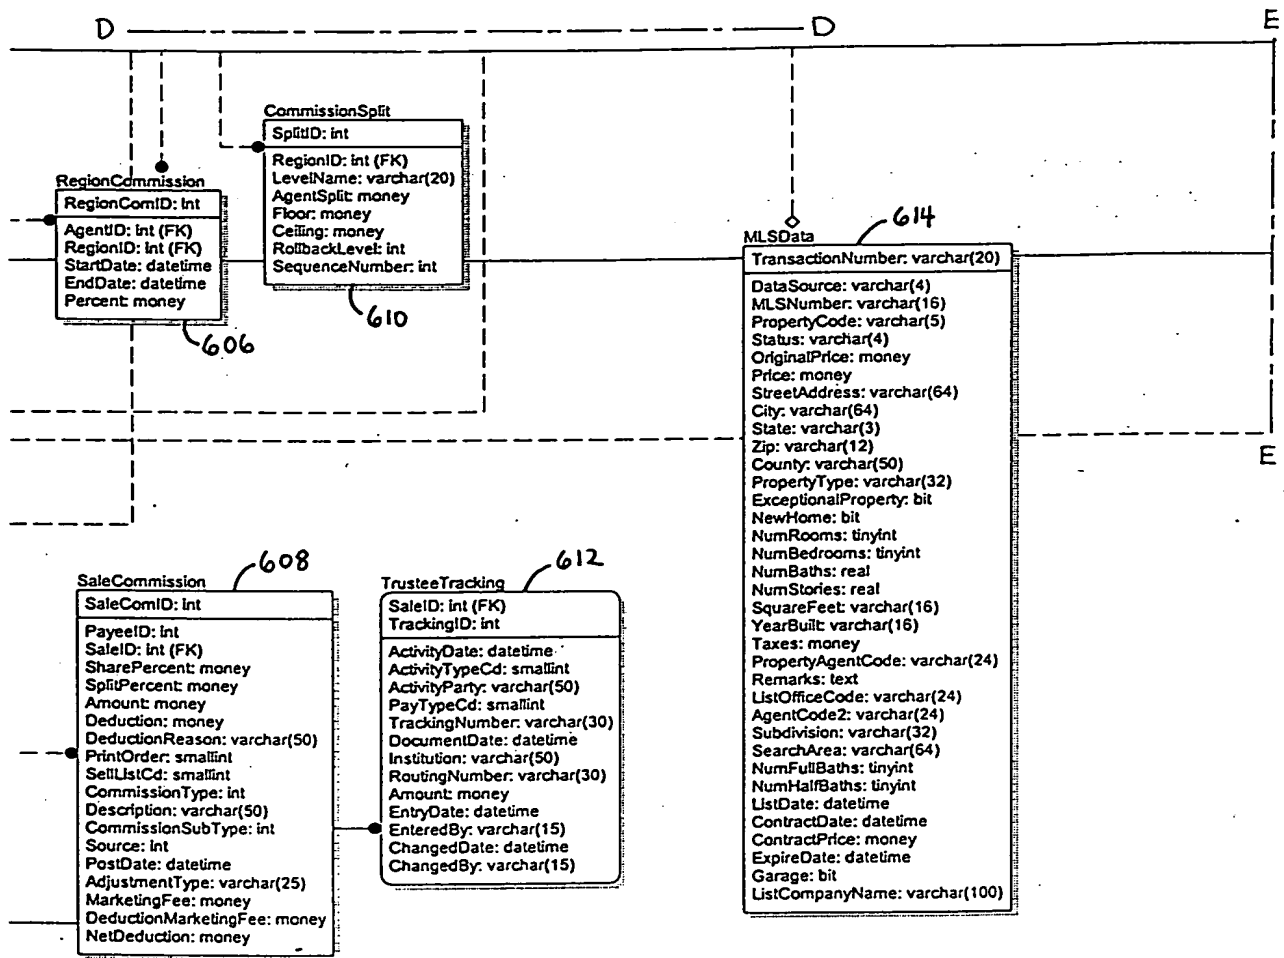 D D E
CommissionSplit
SplitID: int
RegionID: int (FK)
LevelName: varchar(20)
AgentSplit: money
Floor: money
Ceiling: money
RollbackLevel: int
SequenceNumber: int
610
RegionCommission
RegionComID: int
AgentID: int (FK)
RegionID: int (FK)
StartDate: datetime
EndDate: datetime
Percent: money
606
614
MLSData
TransactionNumber: varchar(20)
DataSource: varchar(4)
MLSNumber: varchar(16)
PropertyCode: varchar(5)
Status: varchar(4)
OriginalPrice: money
Price: money
StreetAddress: varchar(64)
City: varchar(64)
State: varchar(3)
Zip: varchar(12)
County: varchar(50)
PropertyType: varchar(32)
ExceptionalProperty: bit
NewHome: bit
NumRooms: tinyint
NumBedrooms: tinyint
NumBaths: real
NumStories: real
SquareFeet: varchar(16)
YearBuilt: varchar(16)
Taxes: money
PropertyAgentCode: varchar(24)
Remarks: text
ListOfficeCode: varchar(24)
AgentCode2: varchar(24)
Subdivision: varchar(32)
SearchArea: varchar(64)
NumFullBaths: tinyint
NumHalfBaths: tinyint
ListDate: datetime
ContractDate: datetime
ContractPrice: money
ExpireDate: datetime
Garage: bit
ListCompanyName: varchar(100)
E
608
SaleCommission
SaleComID: int
PayeeID: int
SaleID: int (FK)
SharePercent: money
SplitPercent: money
Amount: money
Deduction: money
DeductionReason: varchar(50)
PrintOrder: smallint
SellListCd: smallint
CommissionType: int
Description: varchar(50)
CommissionSubType: int
Source: int
PostDate: datetime
AdjustmentType: varchar(25)
MarketingFee: money
DeductionMarketingFee: money
NetDeduction: money
612
TrusteeTracking
SaleID: int (FK)
TrackingID: int
ActivityDate: datetime
ActivityTypeCd: smallint
ActivityParty: varchar(50)
PayTypeCd: smallint
TrackingNumber: varchar(30)
DocumentDate: datetime
Institution: varchar(50)
RoutingNumber: varchar(30)
Amount: money
EntryDate: datetime
EnteredBy: varchar(15)
ChangedDate: datetime
ChangedBy: varchar(15)